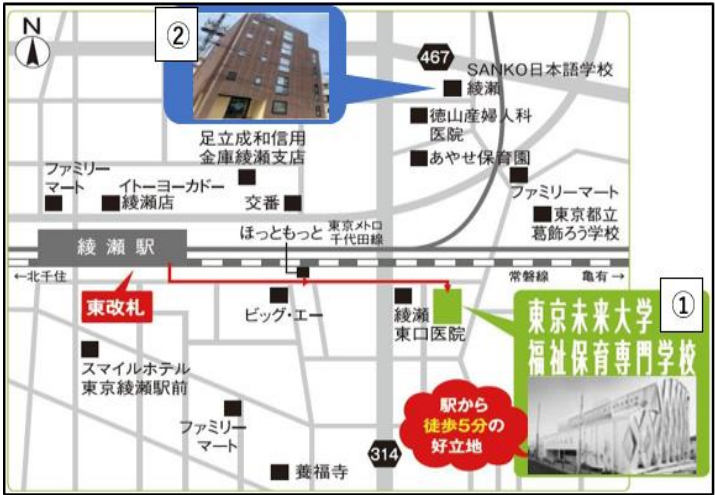 N
②
467
SANKO日本語学校
綾瀬
徳山産婦人科
医院
あやせ保育園
足立成和信用
金庫綾瀬支店
ファミリー
マート
イトーヨーカドー
綾瀬店
交番
ファミリーマート
東京都立
葛飾ろう学校
ほっともっと
東京メトロ
千代田線
綾瀬駅
←北千住
常磐線
亀有→
東改札
ビッグ・エー
綾瀬
東口医院
①
東京未来大学
福祉保育専門学校
スマイルホテル
東京綾瀬駅前
駅から
徒歩5分の
好立地
ファミリー
マート
314
養福寺